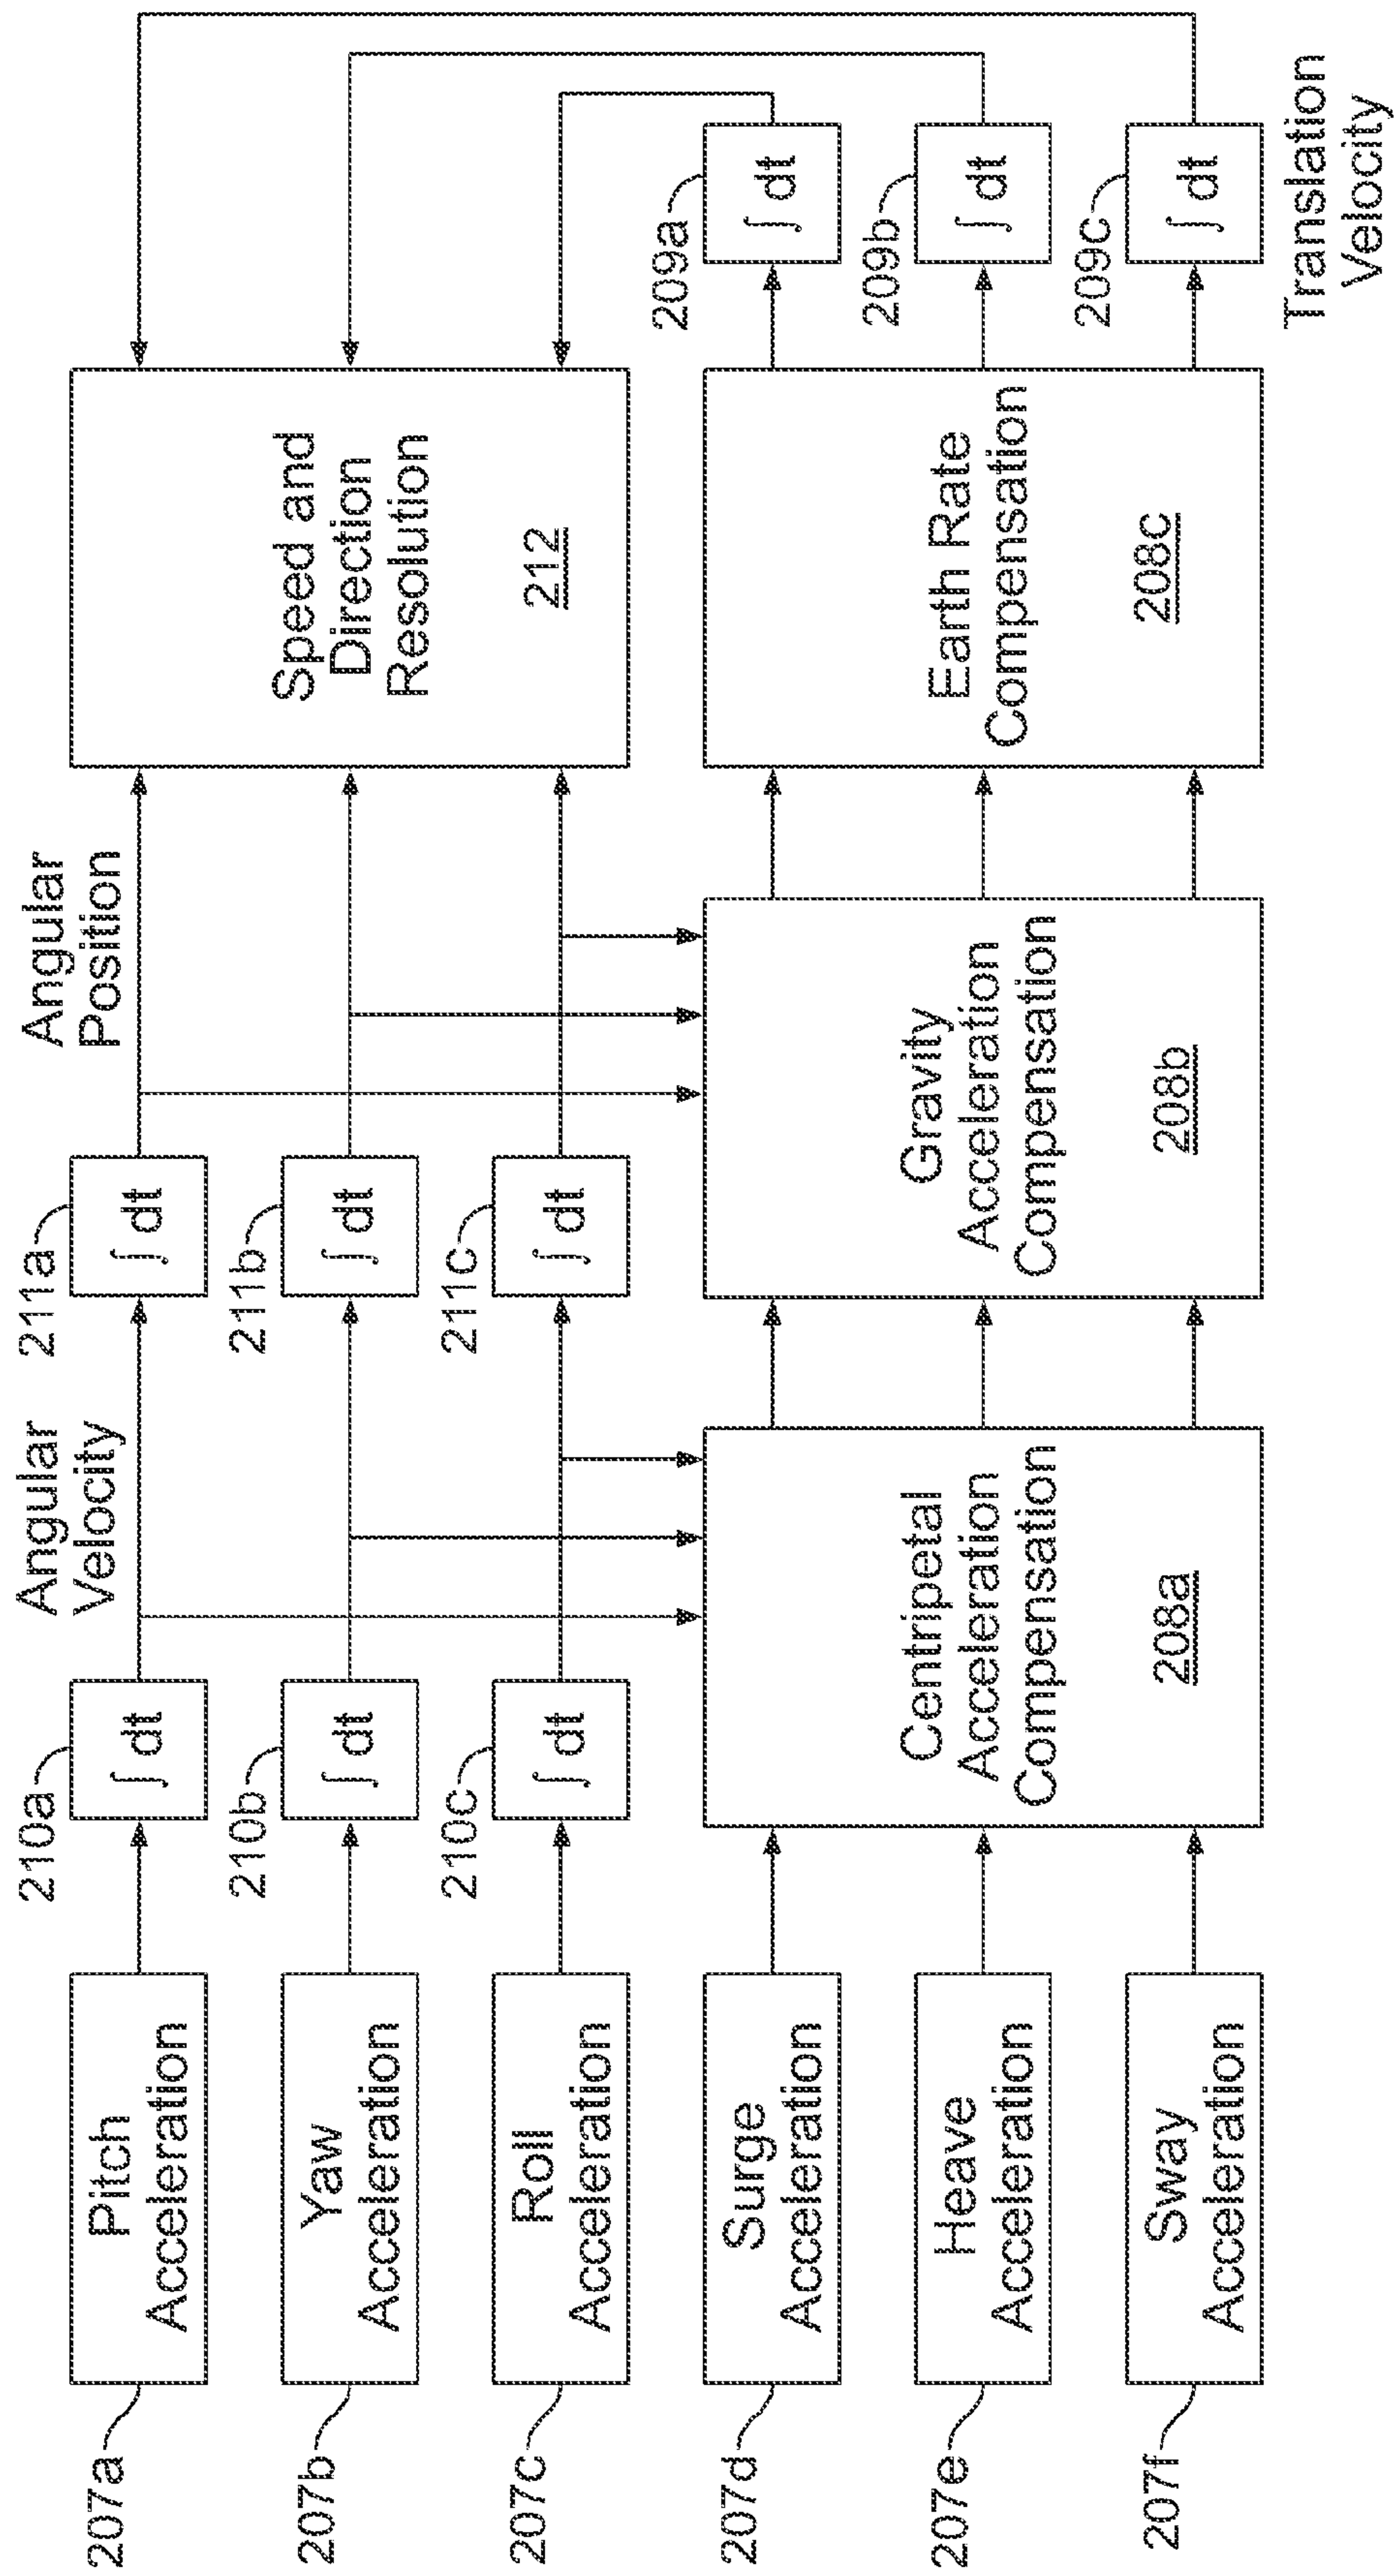 207a
Pitch
Acceleration
210a
∫ dt
Angular
Velocity
211a
∫ dt
Angular
Position
207b
Yaw
Acceleration
210b
∫ dt
211b
∫ dt
207c
Roll
Acceleration
210c
∫ dt
211c
∫ dt
Speed and
Direction
Resolution
212
207d
Surge
Acceleration
207e
Heave
Acceleration
207f
Sway
Acceleration
Centripetal
Acceleration
Compensation
208a
Gravity
Acceleration
Compensation
208b
Earth Rate
Compensation
208c
209a
∫ dt
209b
∫ dt
209c
∫ dt
Translation
Velocity